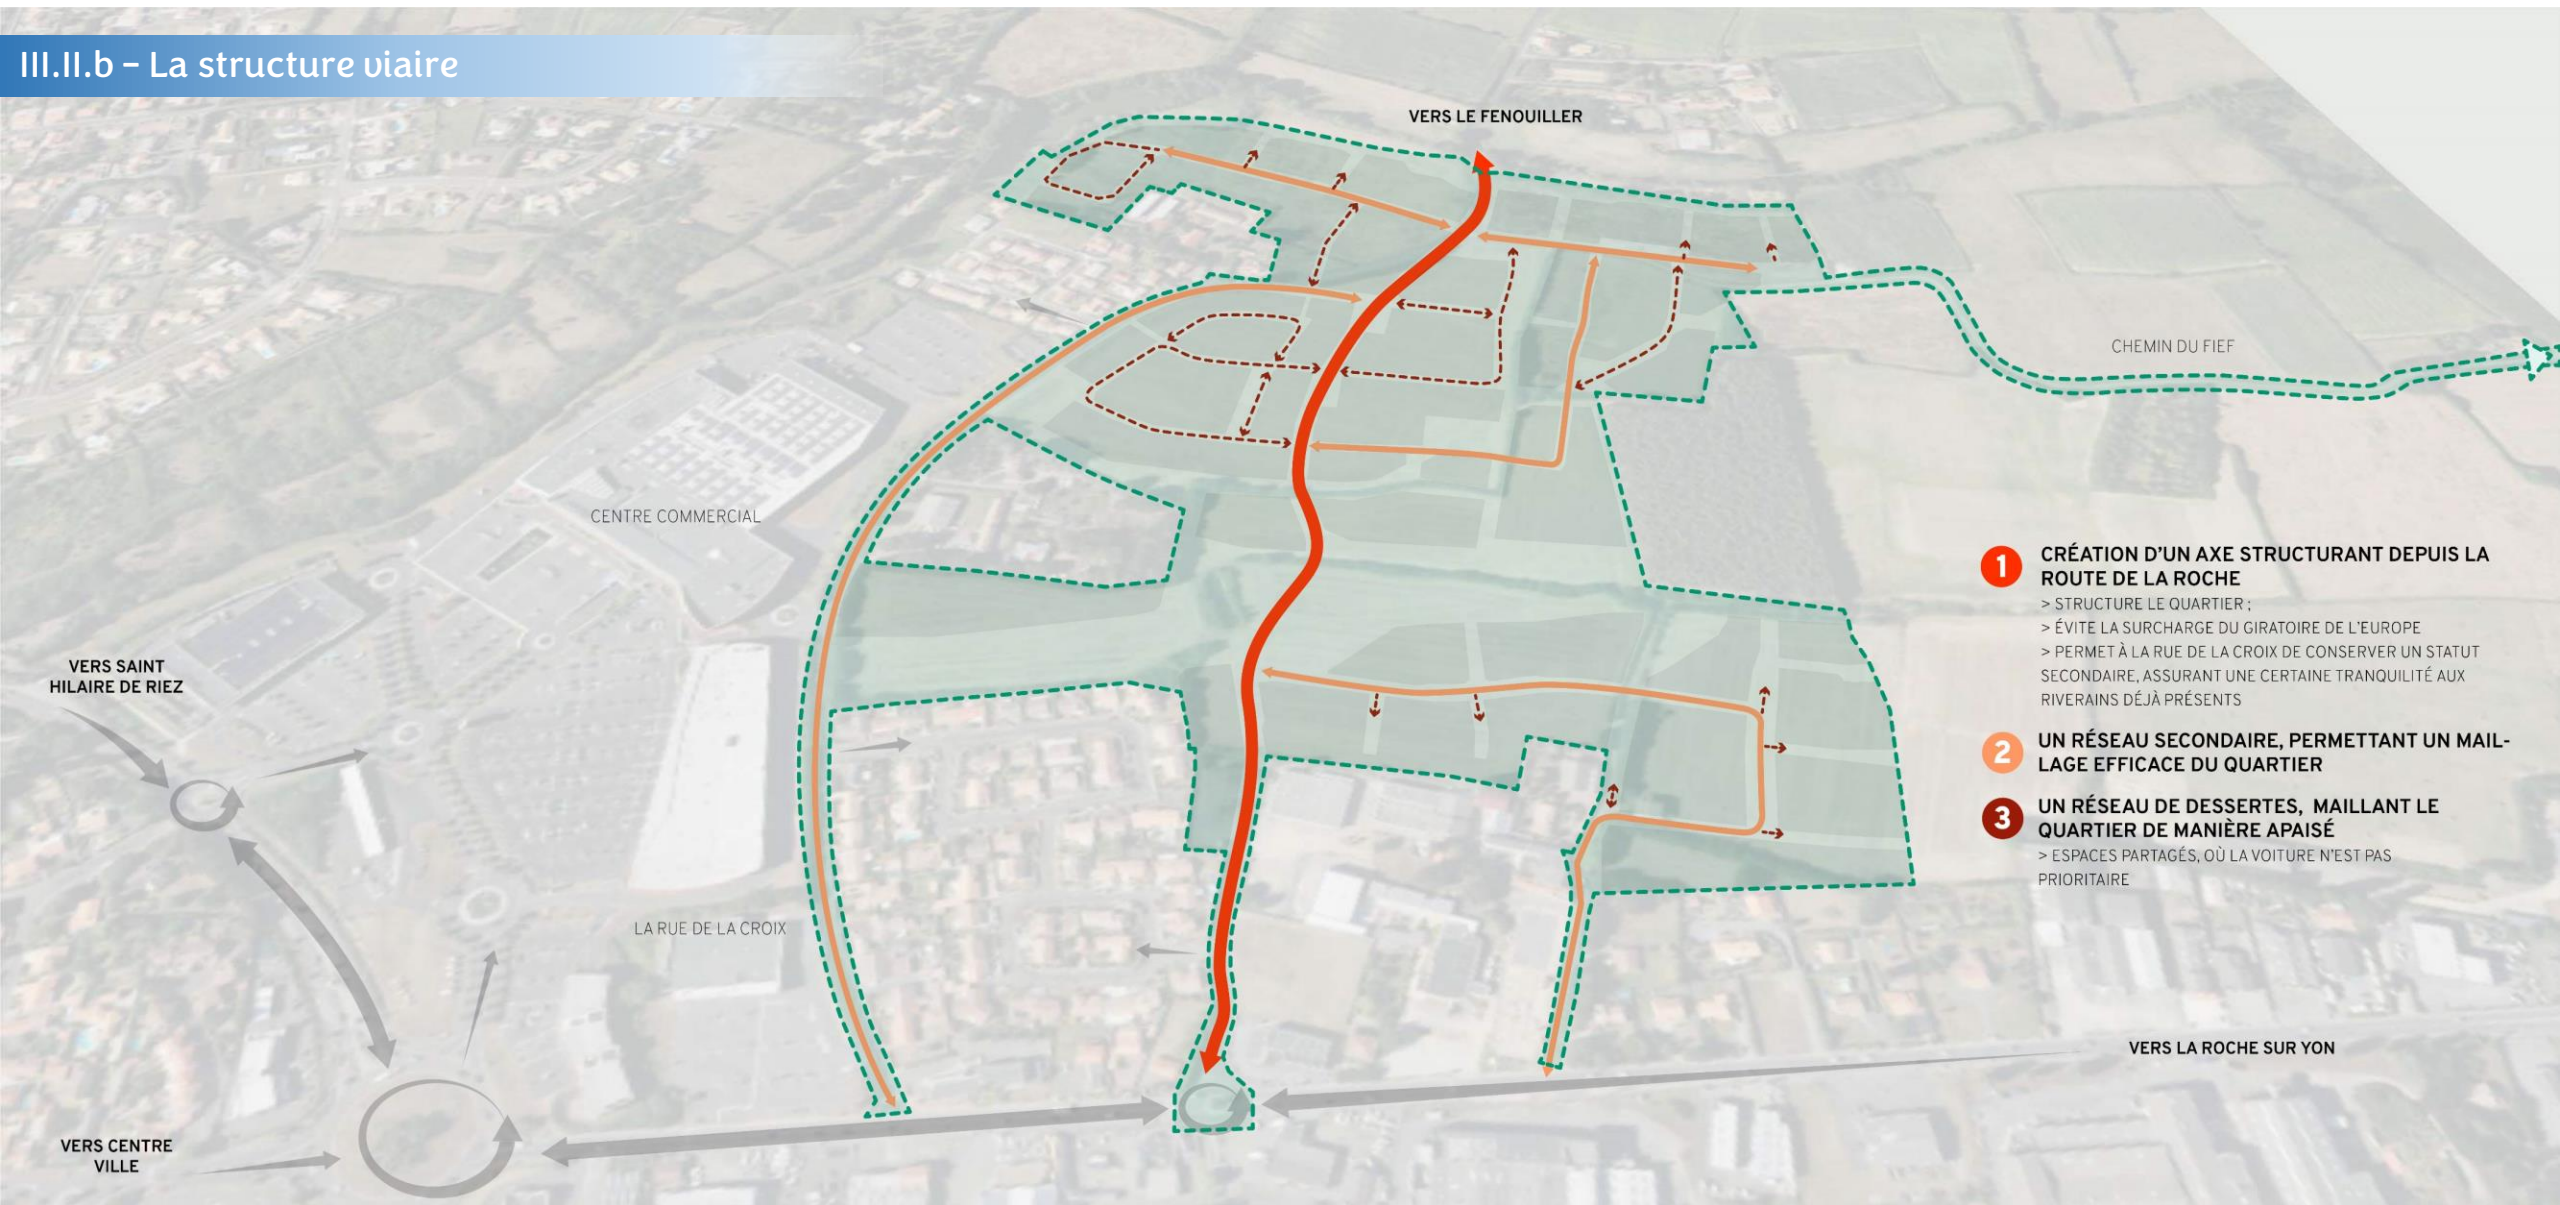 III.II.b – La structure viaire
VERS LE FENOUILLER
CHEMIN DU FIEF
CENTRE COMMERCIAL
VERS SAINT
HILAIRE DE RIEZ
LA RUE DE LA CROIX
VERS CENTRE
VILLE
VERS LA ROCHE SUR YON
1
CRÉATION D'UN AXE STRUCTURANT DEPUIS LA
ROUTE DE LA ROCHE
> STRUCTURE LE QUARTIER ;
> ÉVITE LA SURCHARGE DU GIRATOIRE DE L'EUROPE
> PERMET À LA RUE DE LA CROIX DE CONSERVER UN STATUT
SECONDAIRE, ASSURANT UNE CERTAINE TRANQUILITÉ AUX
RIVERAINS DÉJÀ PRÉSENTS
2
UN RÉSEAU SECONDAIRE, PERMETTANT UN MAIL-
LAGE EFFICACE DU QUARTIER
3
UN RÉSEAU DE DESSERTES, MAILLANT LE
QUARTIER DE MANIÈRE APAISÉ
> ESPACES PARTAGÉS, OÙ LA VOITURE N'EST PAS
PRIORITAIRE